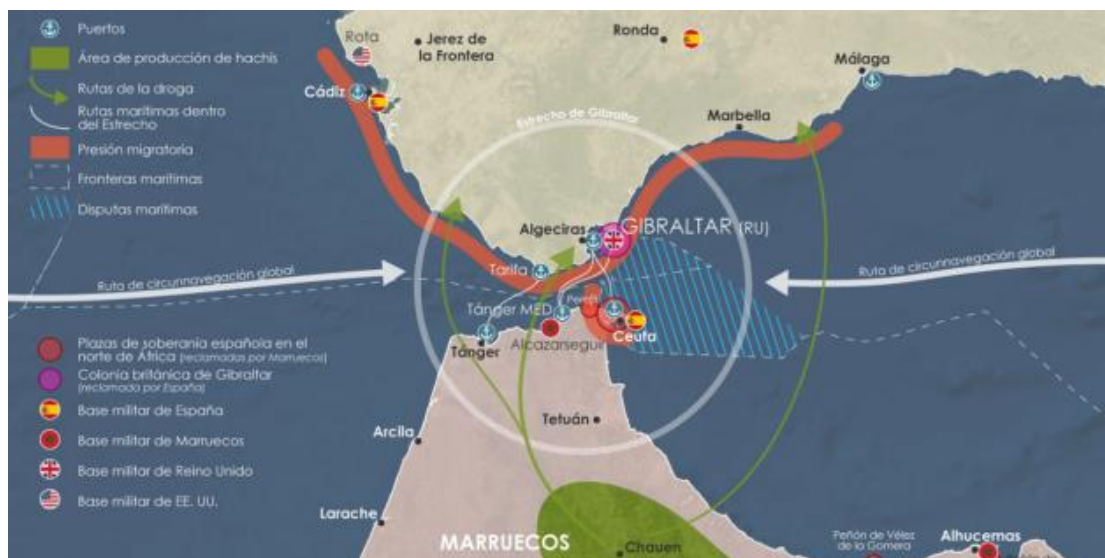 Puertos
Área de producción de hachís
Rutas de la droga
Rutas marítimas dentro
del Estrecho
Presión migratoria
Fronteras marítimas
Disputas marítimas
Rota
Jerez de
la Frontera
Ronda
Málaga
Cádiz
Marbella
Estrecho de Gibraltar
Algeciras
GIBRALTAR (RU)
Tarifa
Ruta de circunnavegación global
Ruta de circunnavegación global
Tánger MED
Perejil
Ceuta
Alcazarseguir
Tánger
Tetuán
Arcila
Larache
MARRUECOS
Chauen
Peñón de Vélez
de la Gomera
Alhucemas
Plazas de soberanía española en el
norte de África (reclamadas por Marruecos)
Colonia británica de Gibraltar
(reclamada por España)
Base militar de España
Base militar de Marruecos
Base militar de Reino Unido
Base militar de EE. UU.